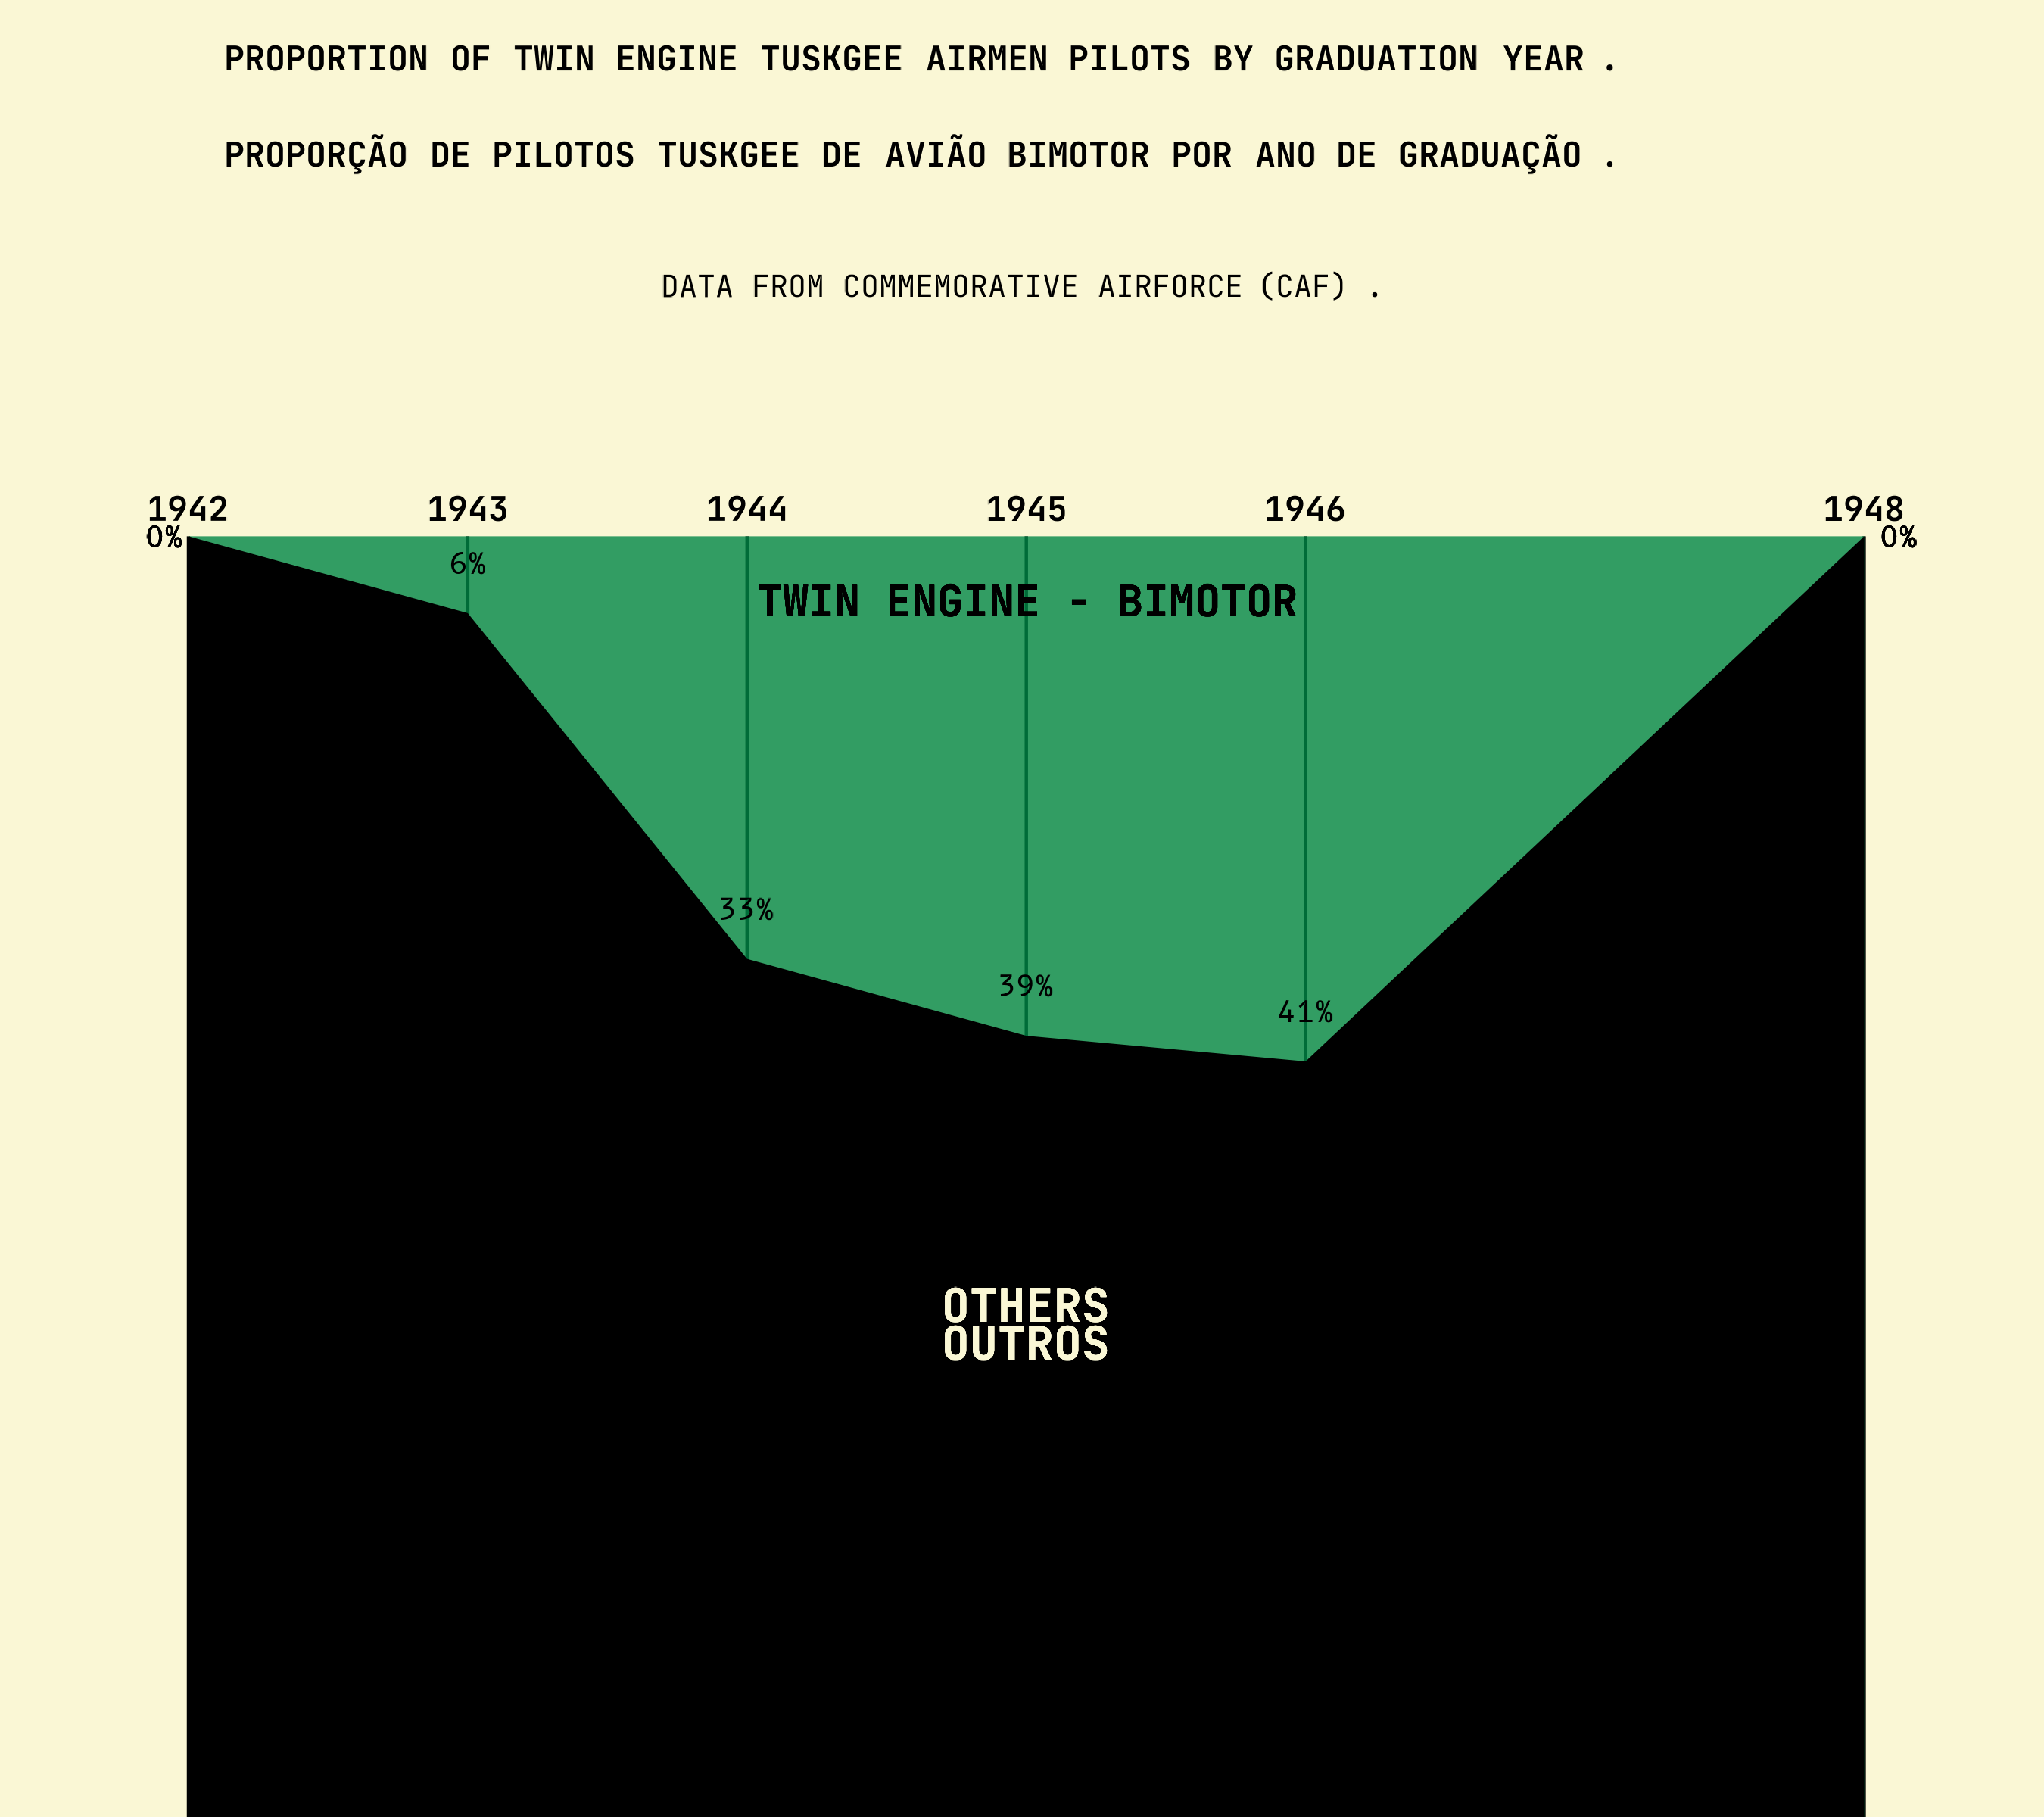 PROPORTION OF TWIN ENGINE TUSKGEE AIRMEN PILOTS BY GRADUATION YEAR .
PROPORÇÃO DE PILOTOS TUSKGEE DE AVIÃO BIMOTOR POR ANO DE GRADUAÇÃO .
DATA FROM COMMEMORATIVE AIRFORCE (CAF) .
1942 1943 1944 1945 1946 1948
0% 0%
6%
TWIN ENGINE - BIMOTOR
33%
39%
41%
OTHERS
OUTROS